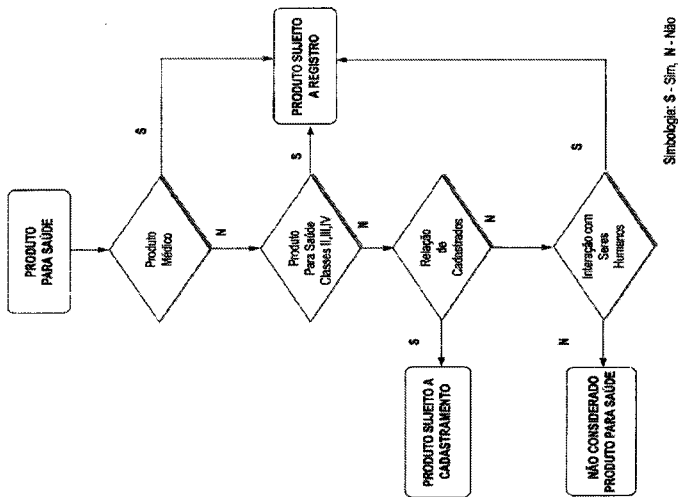 PRODUTO
PARA SAÚDE
Produto
Médico
S
N
PRODUTO SUJEITO
A REGISTRO
Produto
Para Saúde
Classes II,III,IV
S
N
Relação
de
Cadastrados
S
N
PRODUTO SUJEITO A
CADASTRAMENTO
Interação com
Seres
Humanos
S
N
NÃO CONSIDERADO
PRODUTO PARA SAÚDE
Simbologia: S - Sim, N - Não